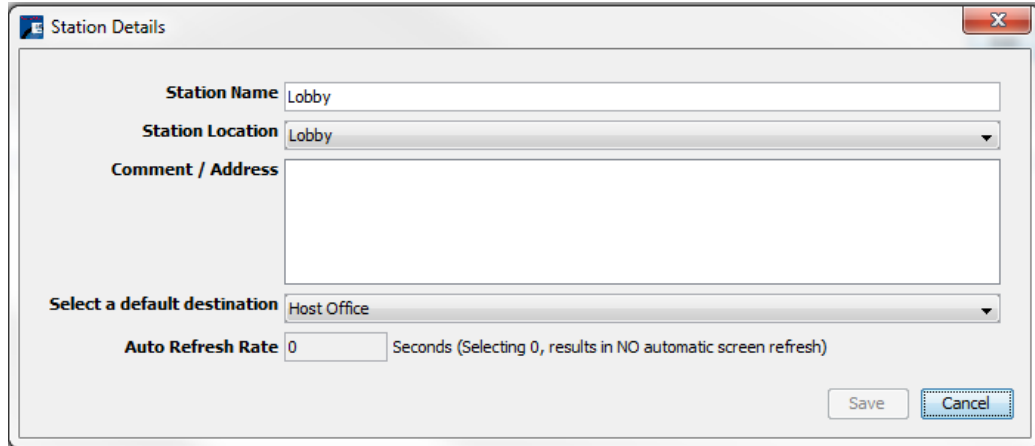 Station Details
Station Name Lobby
Station Location Lobby
Comment / Address
Select a default destination Host Office
Auto Refresh Rate 0 Seconds (Selecting 0, results in NO automatic screen refresh)
Save Cancel